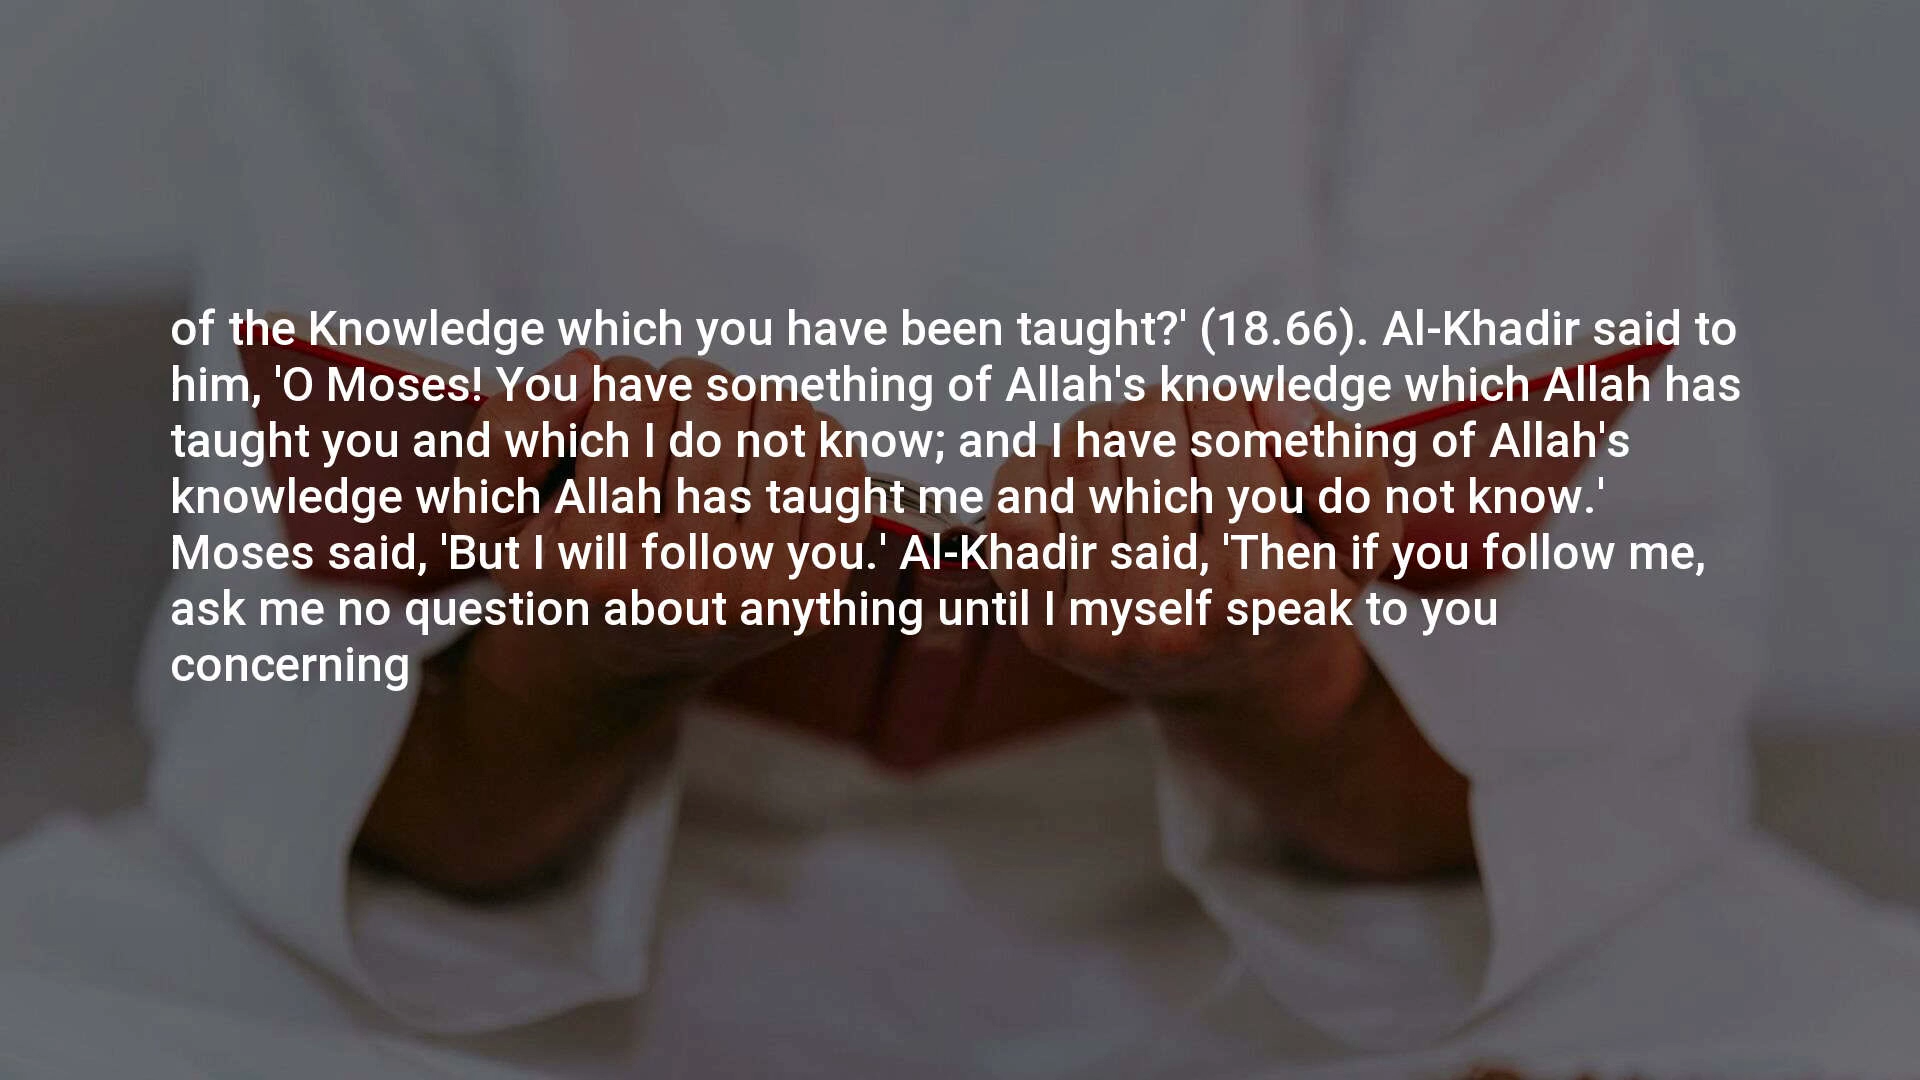 of the Knowledge which you have been taught?' (18.66). Al-Khadir said to
him, 'O Moses! You have something of Allah's knowledge which Allah has
taught you and which I do not know; and I have something of Allah's
knowledge which Allah has taught me and which you do not know.'
Moses said, 'But I will follow you.' Al-Khadir said, 'Then if you follow me,
ask me no question about anything until I myself speak to you
concerning